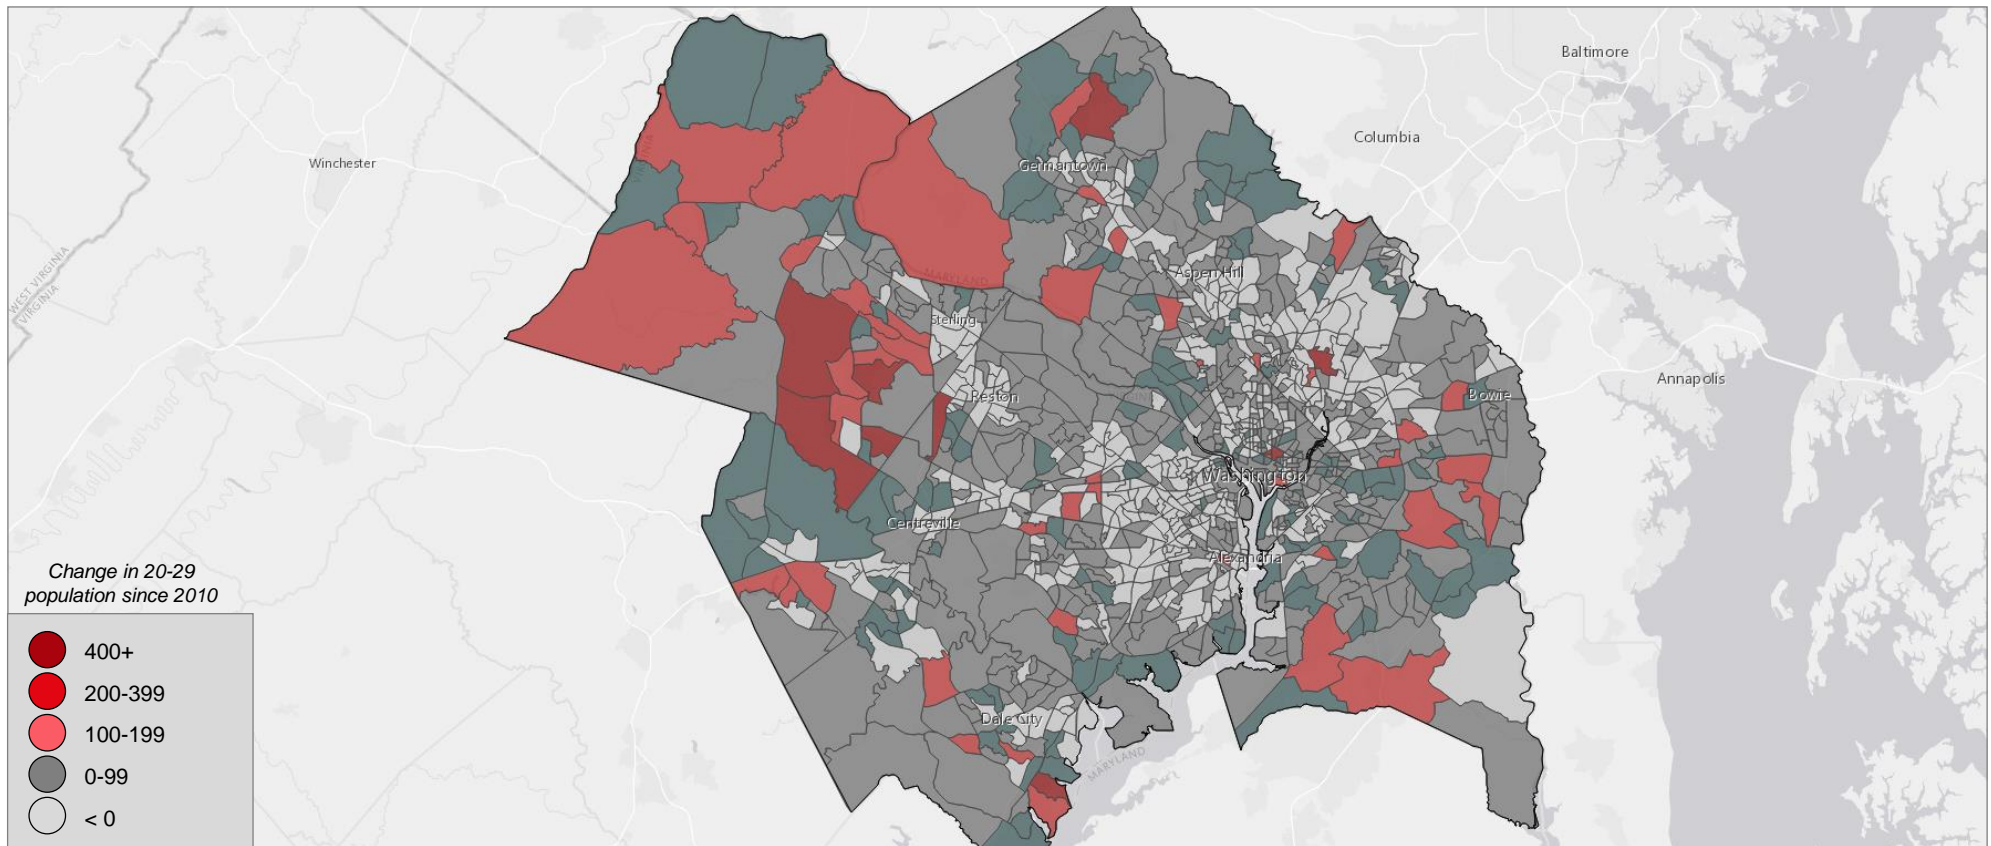 Baltimore
Columbia
Winchester
Germantown
VIRGINIA
Aspen Hill
MARYLAND
WEST VIRGINIA
VIRGINIA
Sterling
Annapolis
Reston
Bowie
Washington
Centreville
Alexandria
Change in 20-29
population since 2010
400+
200-399
100-199
0-99
< 0
Dale City
MARYLAND